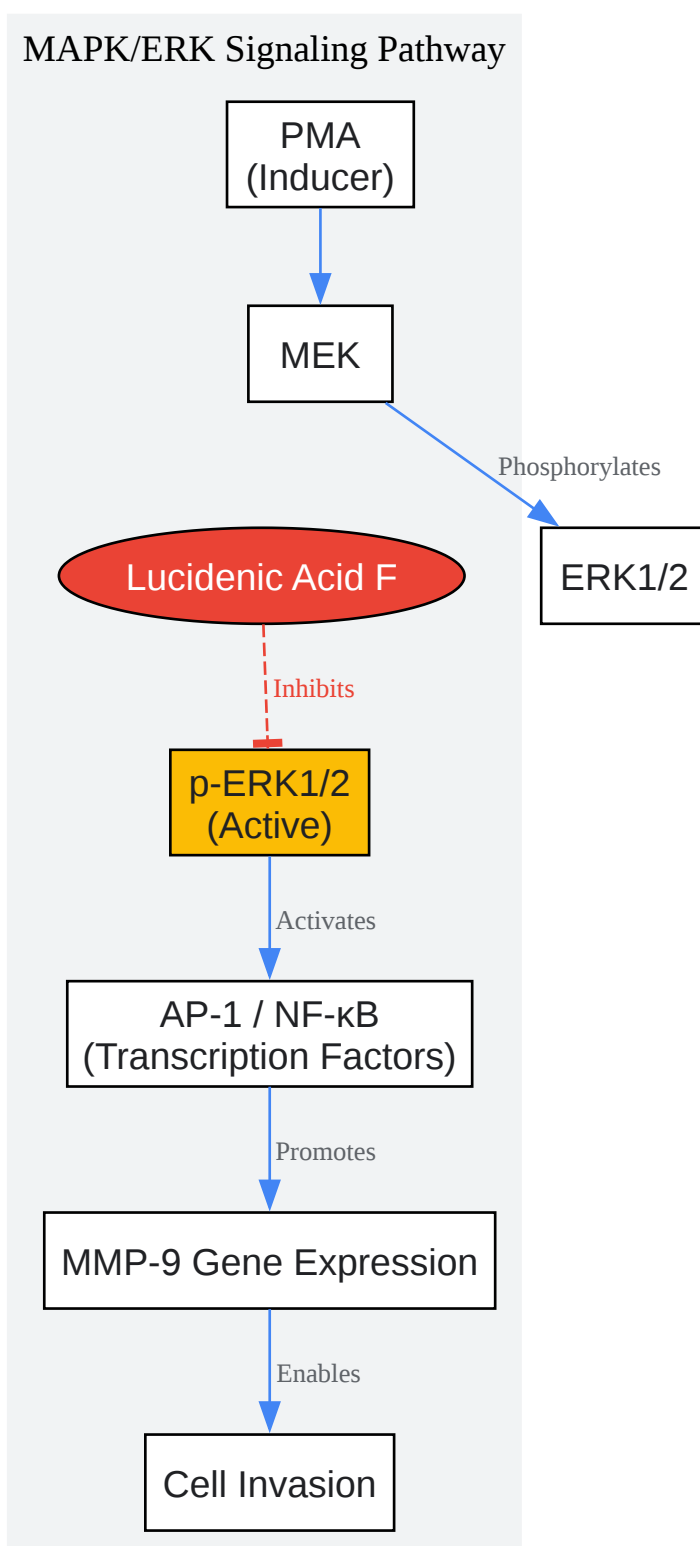 MAPK/ERK Signaling Pathway
PMA
(Inducer)
MEK
Phosphorylates
ERK1/2
Lucidenic Acid F
Inhibits
p-ERK1/2
(Active)
Activates
AP-1 / NF-κB
(Transcription Factors)
Promotes
MMP-9 Gene Expression
Enables
Cell Invasion